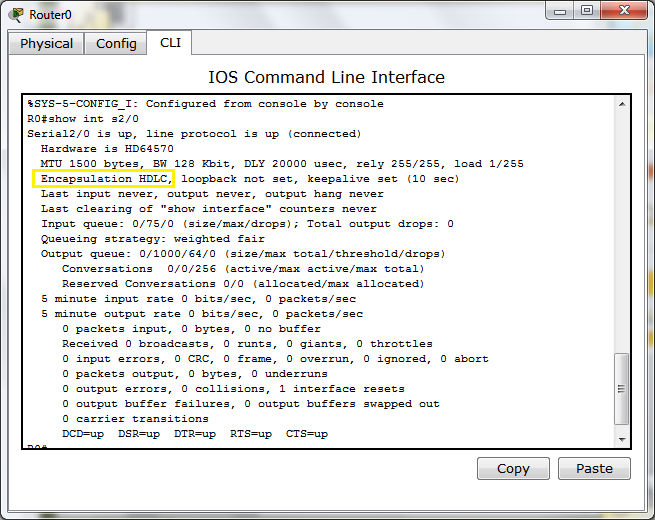 Router0
Physical Config CLI
IOS Command Line Interface
%SYS-5-CONFIG_I: Configured from console by console
R0#show int s2/0
Serial2/0 is up, line protocol is up (connected)
Hardware is HD64570
MTU 1500 bytes, BW 128 Kbit, DLY 20000 usec, rely 255/255, load 1/255
Encapsulation HDLC, loopback not set, keepalive set (10 sec)
Last input never, output never, output hang never
Last clearing of "show interface" counters never
Input queue: 0/75/0 (size/max/drops); Total output drops: 0
Queueing strategy: weighted fair
Output queue: 0/1000/64/0 (size/max total/threshold/drops)
Conversations 0/0/256 (active/max active/max total)
Reserved Conversations 0/0 (allocated/max allocated)
5 minute input rate 0 bits/sec, 0 packets/sec
5 minute output rate 0 bits/sec, 0 packets/sec
0 packets input, 0 bytes, 0 no buffer
Received 0 broadcasts, 0 runts, 0 giants, 0 throttles
0 input errors, 0 CRC, 0 frame, 0 overrun, 0 ignored, 0 abort
0 packets output, 0 bytes, 0 underruns
0 output errors, 0 collisions, 1 interface resets
0 output buffer failures, 0 output buffers swapped out
0 carrier transitions
DCD=up DSR=up DTR=up RTS=up CTS=up
R0#
Copy Paste